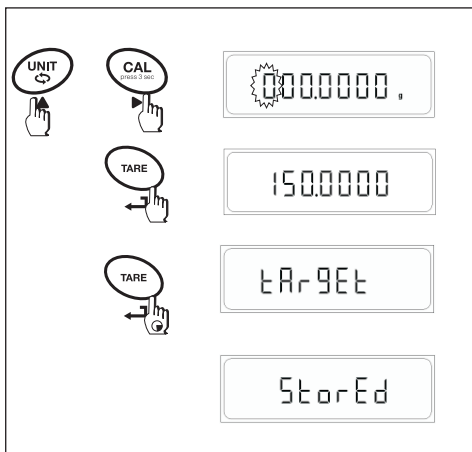 UNIT
CAL
press 3 sec
000.0000 g
TARE
150.0000
TARE
tArgEt
StorEd